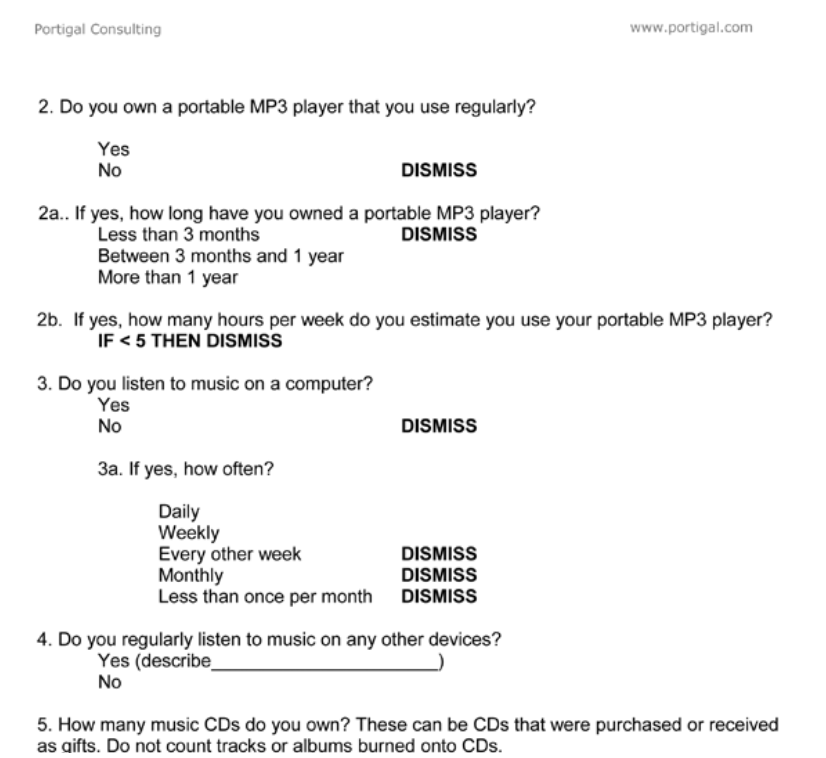 Portigal Consulting www.portigal.com
2. Do you own a portable MP3 player that you use regularly?
Yes
No DISMISS
2a.. If yes, how long have you owned a portable MP3 player?
Less than 3 months DISMISS
Between 3 months and 1 year
More than 1 year
2b. If yes, how many hours per week do you estimate you use your portable MP3 player?
IF < 5 THEN DISMISS
3. Do you listen to music on a computer?
Yes
No DISMISS
3a. If yes, how often?
Daily
Weekly
Every other week DISMISS
Monthly DISMISS
Less than once per month DISMISS
4. Do you regularly listen to music on any other devices?
Yes (describe________________________)
No
5. How many music CDs do you own? These can be CDs that were purchased or received
as gifts. Do not count tracks or albums burned onto CDs.